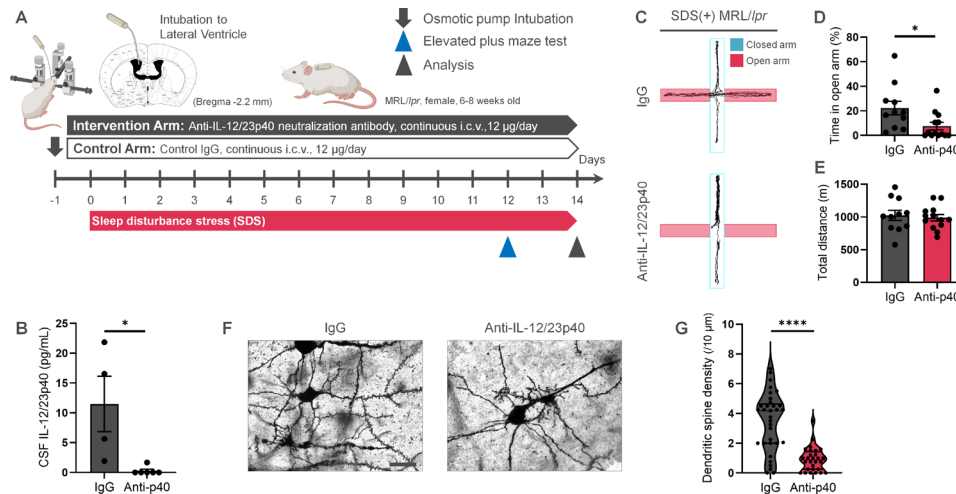 A
Intubation to
Lateral Ventricle
(Bregma -2.2 mm)
Osmotic pump Intubation
Elevated plus maze test
Analysis
MRL/lpr, female, 6-8 weeks old
Intervention Arm: Anti-IL-12/23p40 neutralization antibody, continuous i.c.v.,12 µg/day
Control Arm: Control IgG, continuous i.c.v., 12 µg/day
Days
-1 0 1 2 3 4 5 6 7 8 9 10 11 12 13 14
Sleep disturbance stress (SDS)
B
CSF IL-12/23p40 (pg/mL)
25
20
15
10
5
0
*
IgG Anti-p40
C
SDS(+) MRL/lpr
Closed arm
Open arm
IgG
Anti-IL-12/23p40
D
Time in open arm (%)
80
60
40
20
0
*
IgG Anti-p40
E
Total distance (m)
1500
1000
500
0
IgG Anti-p40
F
IgG
Anti-IL-12/23p40
G
Dendritic spine density (/10 µm)
10
8
6
4
2
0
****
IgG Anti-p40